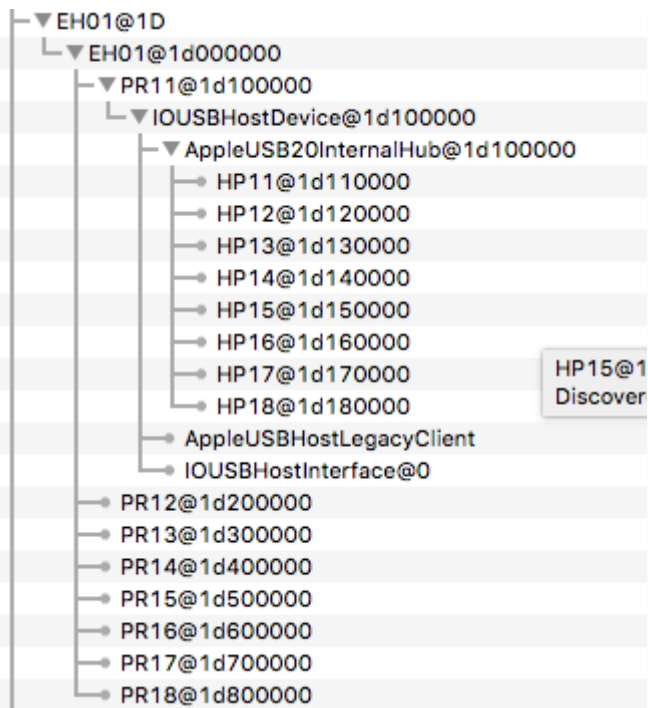 EH01@1D
EH01@1d000000
PR11@1d100000
IOUSBHostDevice@1d100000
AppleUSB20InternalHub@1d100000
HP11@1d110000
HP12@1d120000
HP13@1d130000
HP14@1d140000
HP15@1d150000
HP16@1d160000
HP17@1d170000
HP18@1d180000
HP15@1
Discover
AppleUSBHostLegacyClient
IOUSBHostInterface@0
PR12@1d200000
PR13@1d300000
PR14@1d400000
PR15@1d500000
PR16@1d600000
PR17@1d700000
PR18@1d800000